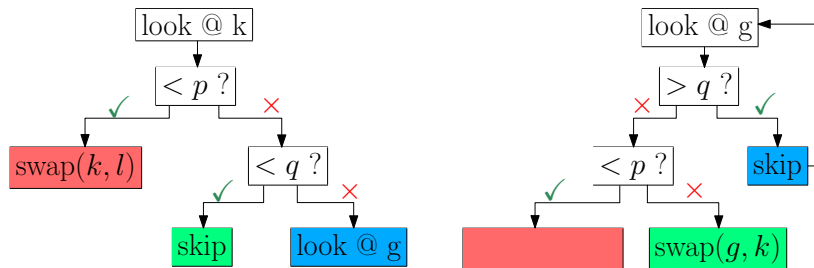 look @ k
< p ?
swap(k, l)
< q ?
skip
look @ g
look @ g
> q ?
< p ?
skip
swap(g, k)